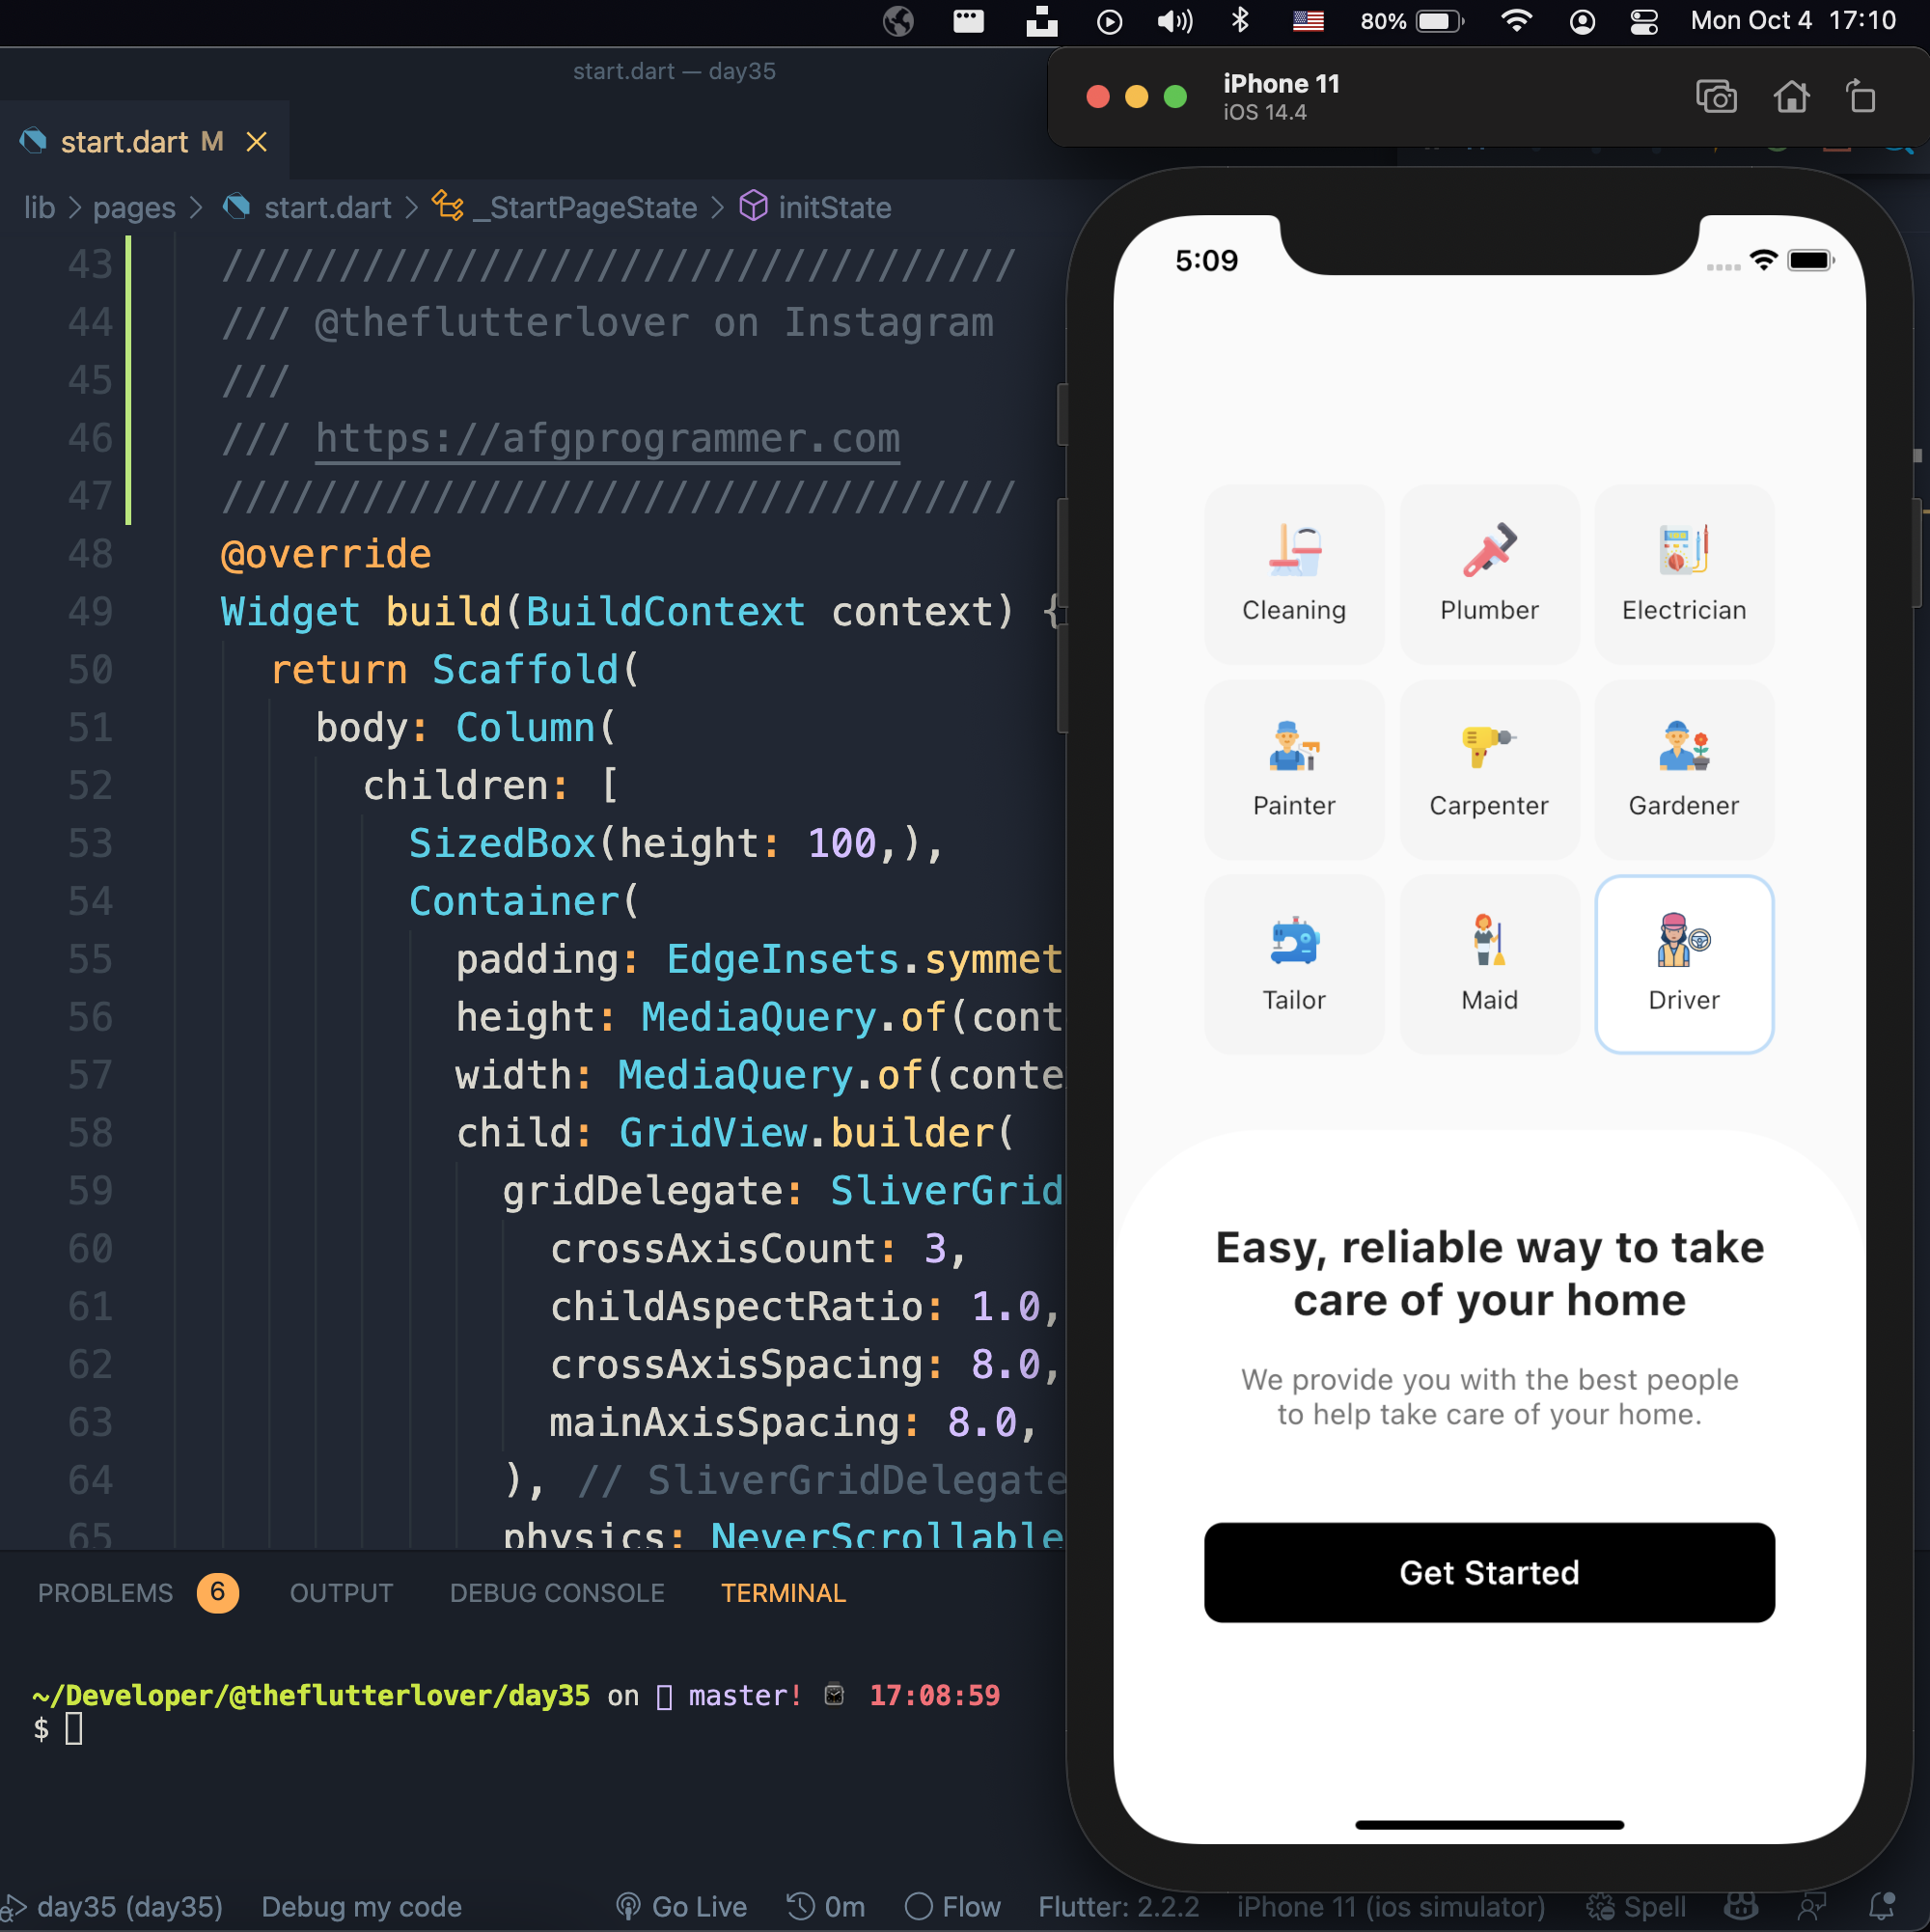 80%
Mon Oct 4 17:10
start.dart — day35
iPhone 11
iOS 14.4
start.dart M
lib > pages > start.dart > _StartPageState > initState
43 //////////////////////////////////
44 /// @theflutterlover on Instagram
45 ///
46 /// https://afgprogrammer.com
47 //////////////////////////////////
48 @override
49 Widget build(BuildContext context) {
50 return Scaffold(
51 body: Column(
52 children: [
53 SizedBox(height: 100,),
54 Container(
55 padding: EdgeInsets.symmet
56 height: MediaQuery.of(cont
57 width: MediaQuery.of(conte
58 child: GridView.builder(
59 gridDelegate: SliverGrid
60 crossAxisCount: 3,
61 childAspectRatio: 1.0,
62 crossAxisSpacing: 8.0,
63 mainAxisSpacing: 8.0,
64 ), // SliverGridDelegate
65 physics: NeverScrollable
PROBLEMS 6 OUTPUT DEBUG CONSOLE TERMINAL
~/Developer/@theflutterlover/day35 on master! 17:08:59
$
5:09
Cleaning
Plumber
Electrician
Painter
Carpenter
Gardener
Tailor
Maid
Driver
Easy, reliable way to take
care of your home
We provide you with the best people
to help take care of your home.
Get Started
day35 (day35) Debug my code Go Live 0m Flow Flutter: 2.2.2 iPhone 11 (ios simulator) Spell